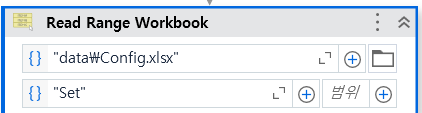 Read Range Workbook
"data₩Config.xlsx"
"Set" 범위